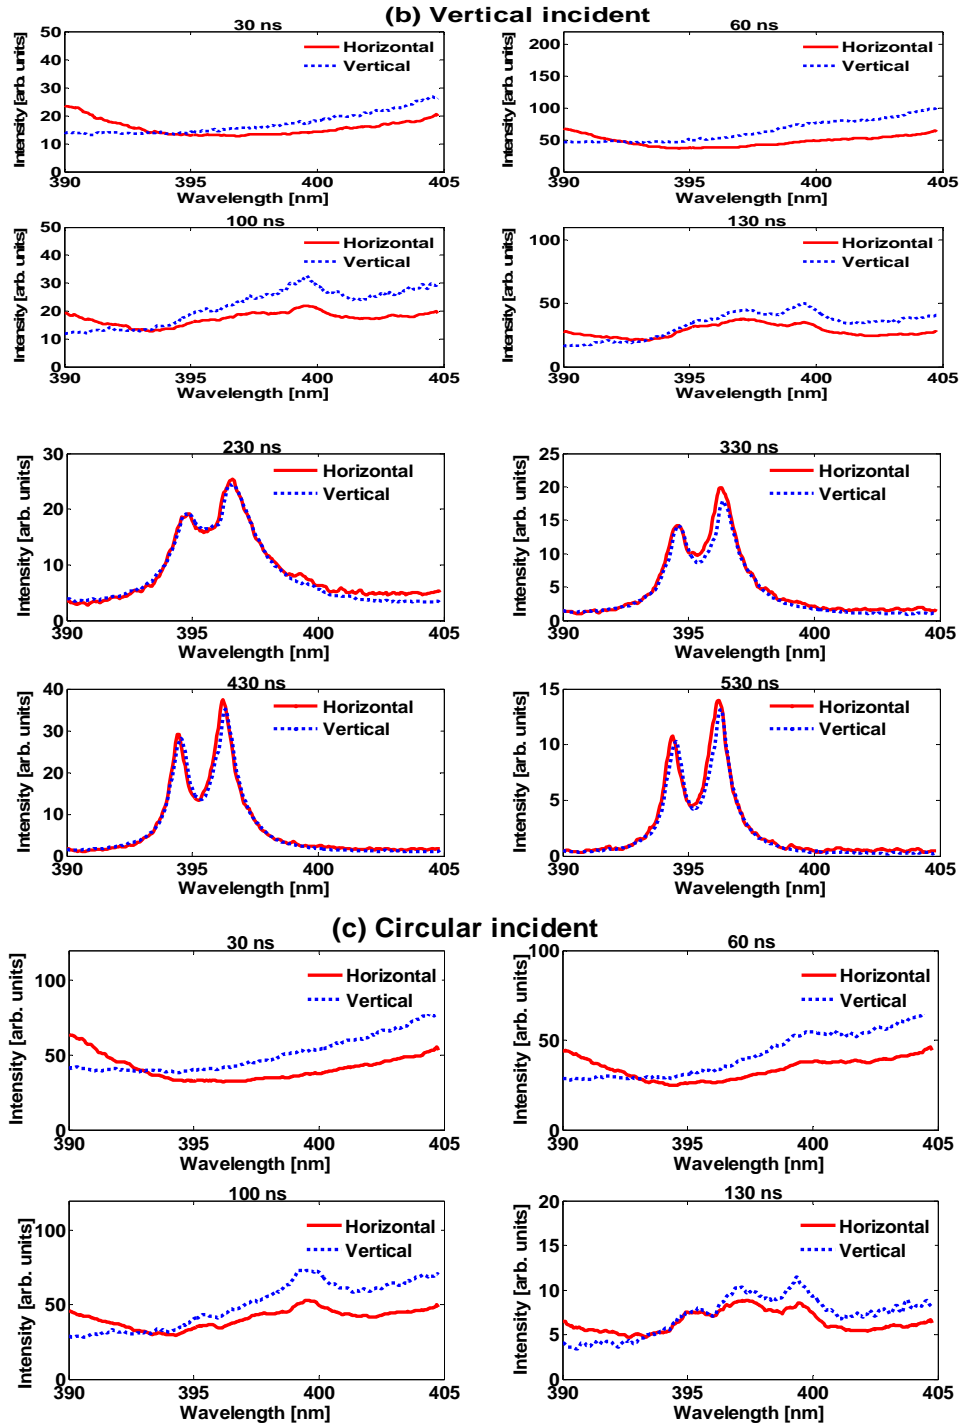 (b) Vertical incident
30 ns
Intensity [arb. units]
50
40
30
20
10
0
Horizontal
Vertical
390 395 400 405
Wavelength [nm]
60 ns
Intensity [arb. units]
200
150
100
50
0
Horizontal
Vertical
390 395 400 405
Wavelength [nm]
100 ns
Intensity [arb. units]
50
40
30
20
10
0
Horizontal
Vertical
390 395 400 405
Wavelength [nm]
130 ns
Intensity [arb. units]
100
50
0
Horizontal
Vertical
390 395 400 405
Wavelength [nm]
230 ns
Intensity [arb. units]
30
20
10
0
Horizontal
Vertical
390 395 400 405
Wavelength [nm]
330 ns
Intensity [arb. units]
25
20
15
10
5
0
Horizontal
Vertical
390 395 400 405
Wavelength [nm]
430 ns
Intensity [arb. units]
40
30
20
10
0
Horizontal
Vertical
390 395 400 405
Wavelength [nm]
530 ns
Intensity [arb. units]
15
10
5
0
Horizontal
Vertical
390 395 400 405
Wavelength [nm]
(c) Circular incident
30 ns
Intensity [arb. units]
100
50
0
Horizontal
Vertical
390 395 400 405
Wavelength [nm]
60 ns
Intensity [arb. units]
100
50
0
Horizontal
Vertical
390 395 400 405
Wavelength [nm]
100 ns
Intensity [arb. units]
100
50
0
Horizontal
Vertical
390 395 400 405
Wavelength [nm]
130 ns
Intensity [arb. units]
20
15
10
5
0
Horizontal
Vertical
390 395 400 405
Wavelength [nm]